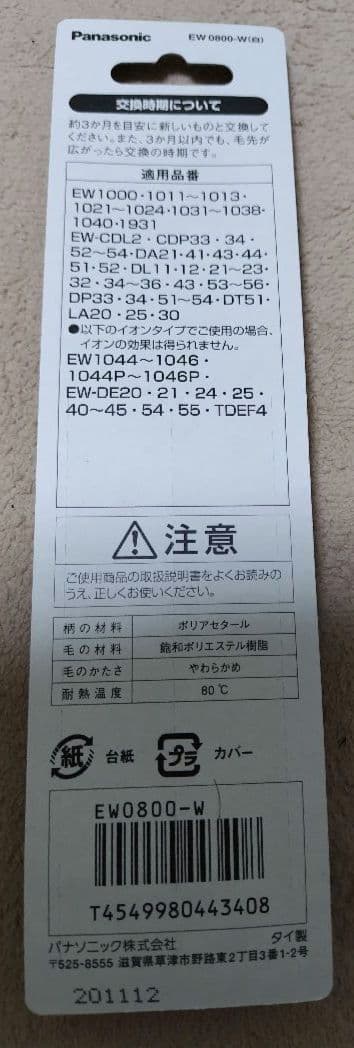 Panasonic EW0800-W(白)
交換時期について
約3か月を目安に新しいものと交換して
ください。また、3か月以内でも、毛先が
広がったら交換の時期です。
適用品番
EW1000・1011～1013・
1021～1024・1031～1038・
1040・1931
EW-CDL2・CDP33・34・
52～54・DA21・41・43・44・
51・52・DL11・12・21～23・
32・34～36・43・53～56・
DP33・34・51～54・DT51・
LA20・25・30
●以下のイオンタイプでご使用の場合、
イオンの効果は得られません。
EW1044～1046・
1044P～1046P・
EW-DE20・21・24・25・
40～45・54・55・TDEF4
注意
ご使用商品の取扱説明書をよくお読みの
うえ、正しくお使いください。
柄の材料 ポリアセタール
毛の材料 飽和ポリエステル樹脂
毛のかたさ やわらかめ
耐熱温度 80℃
紙 台紙 プラ カバー
EW0800-W
T4549980443408
パナソニック株式会社 タイ製
〒525-8555 滋賀県草津市野路東2丁目3番1-2号
201112